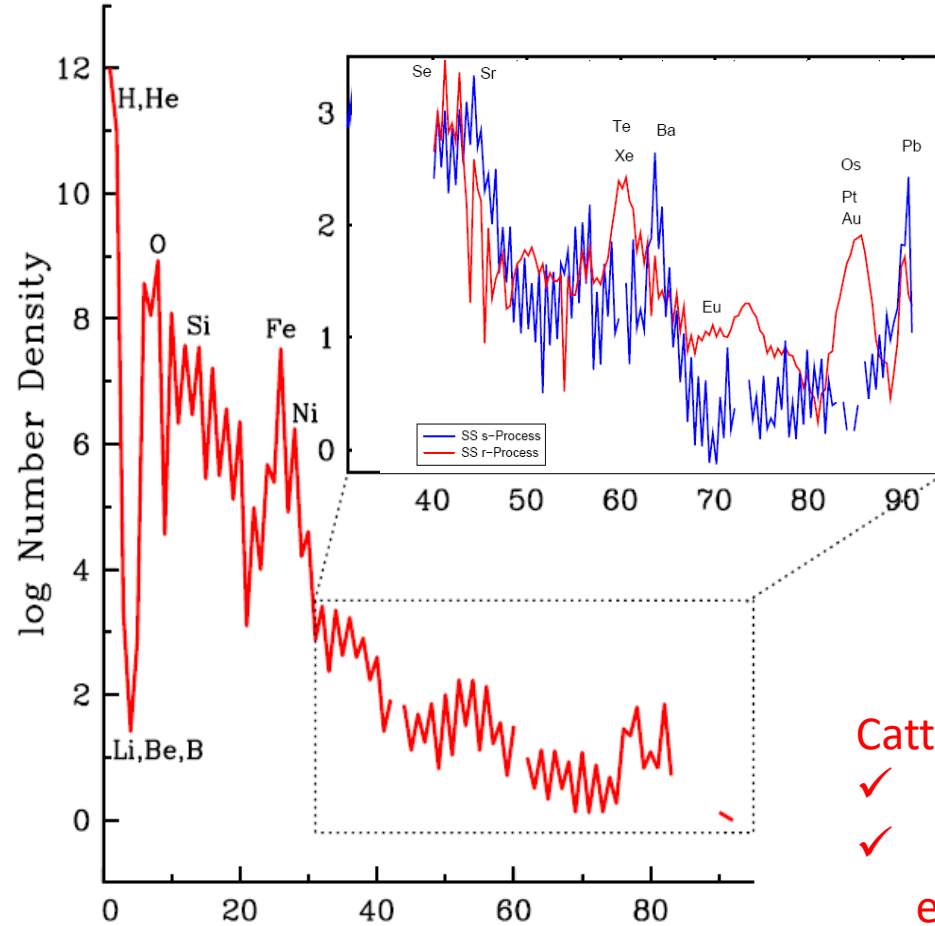 log Number Density
12
10
8
6
4
2
0
0 20 40 60 80
H,He
O
Si
Fe
Ni
Li,Be,B
3
2
1
0
40 50 60 70 80 90
Se
Sr
Te
Xe
Ba
Eu
Os
Pt
Au
Pb
SS s-Process
SS r-Process
Catt
✓
✓
e